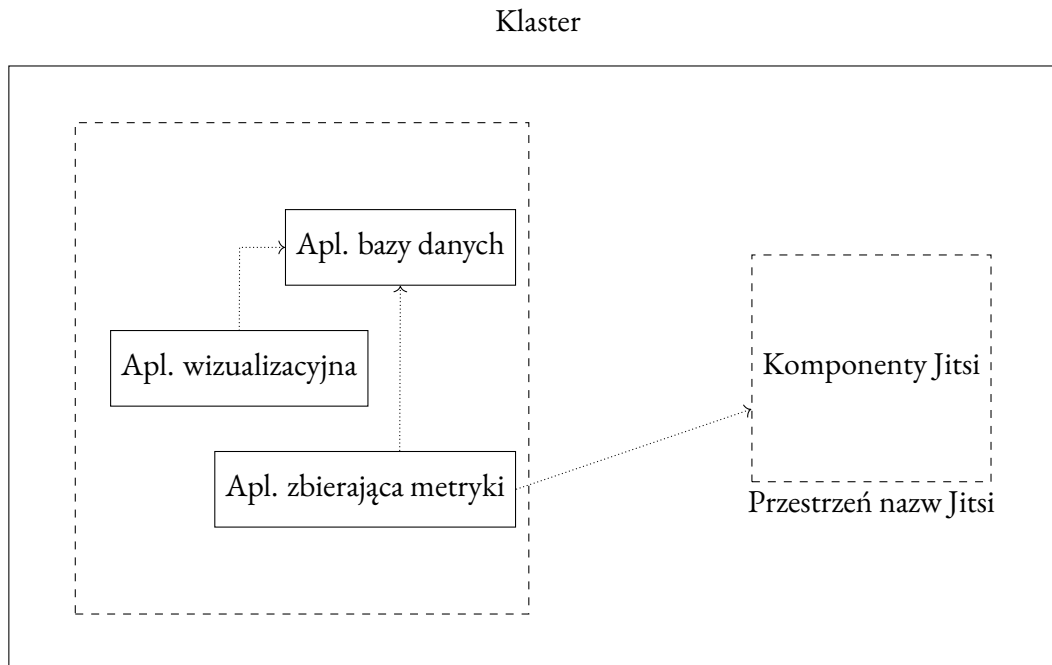 Klaster
Apl. bazy danych
Apl. wizualizacyjna
Komponenty Jitsi
Apl. zbierająca metryki
Przestrzeń nazw Jitsi